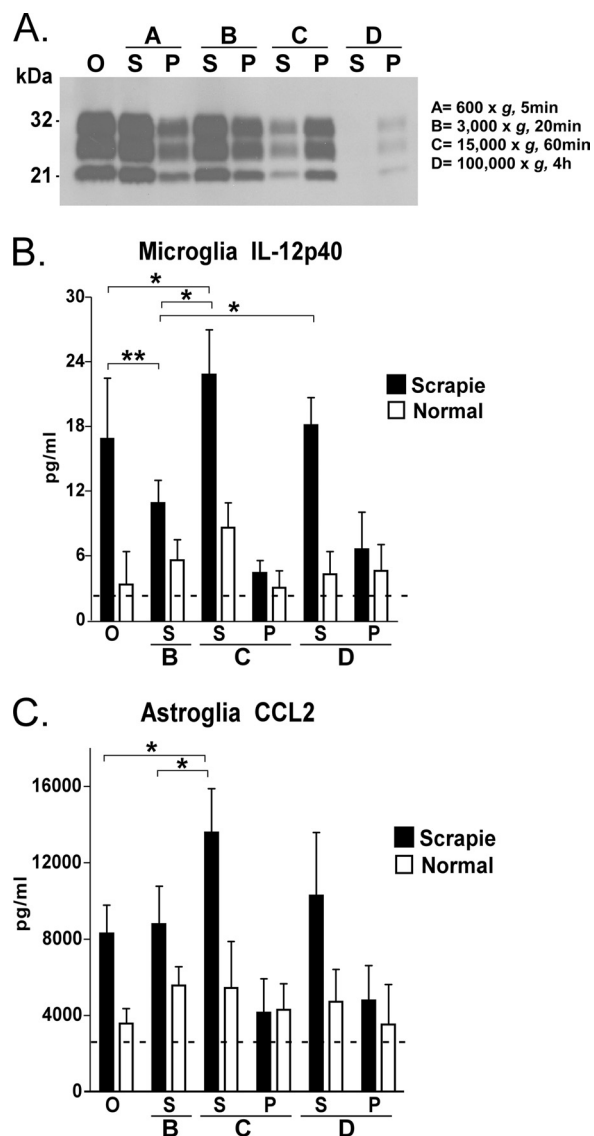 A.
A B C D
O S P S P S P S P
kDa
32
21
A= 600 x g, 5min
B= 3,000 x g, 20min
C= 15,000 x g, 60min
D= 100,000 x g, 4h
B.
Microglia IL-12p40
30
24
18
12
6
0
pg/ml
* * *
**
Scrapie
Normal
O S S P S P
B C D
C.
Astroglia CCL2
16000
12000
8000
4000
0
pg/ml
*
*
Scrapie
Normal
O S S P S P
B C D